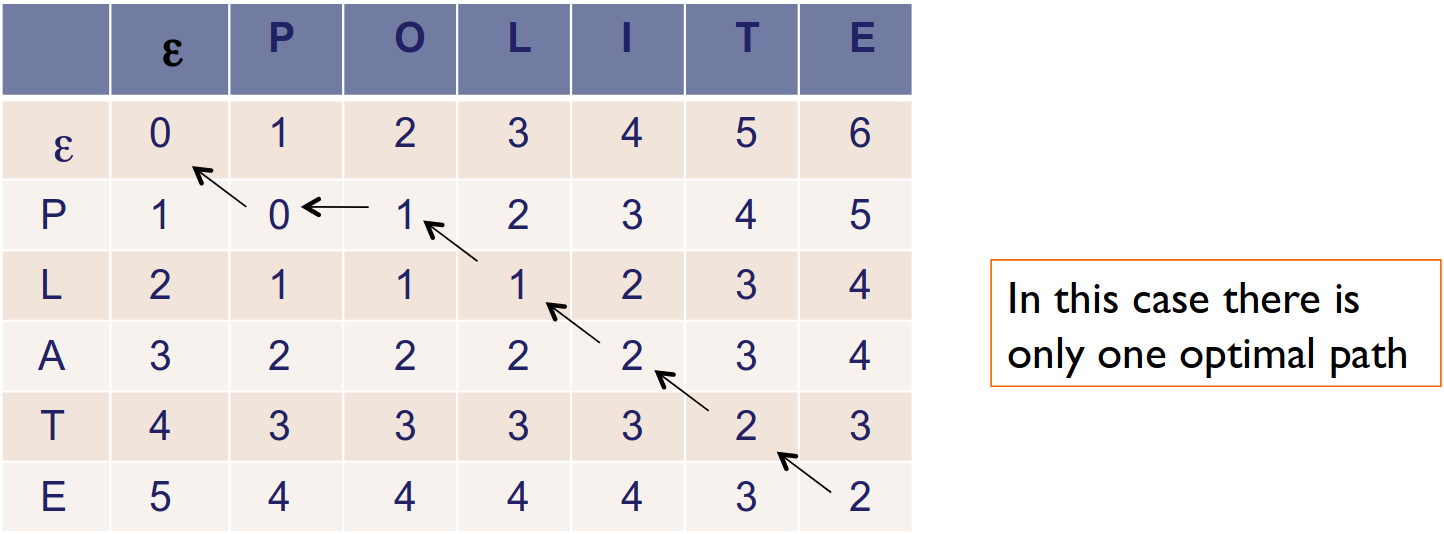 ε P O L I T E
ε 0 1 2 3 4 5 6
P 1 0 1 2 3 4 5
L 2 1 1 1 2 3 4
A 3 2 2 2 2 3 4
T 4 3 3 3 3 2 3
E 5 4 4 4 4 3 2
In this case there is
only one optimal path